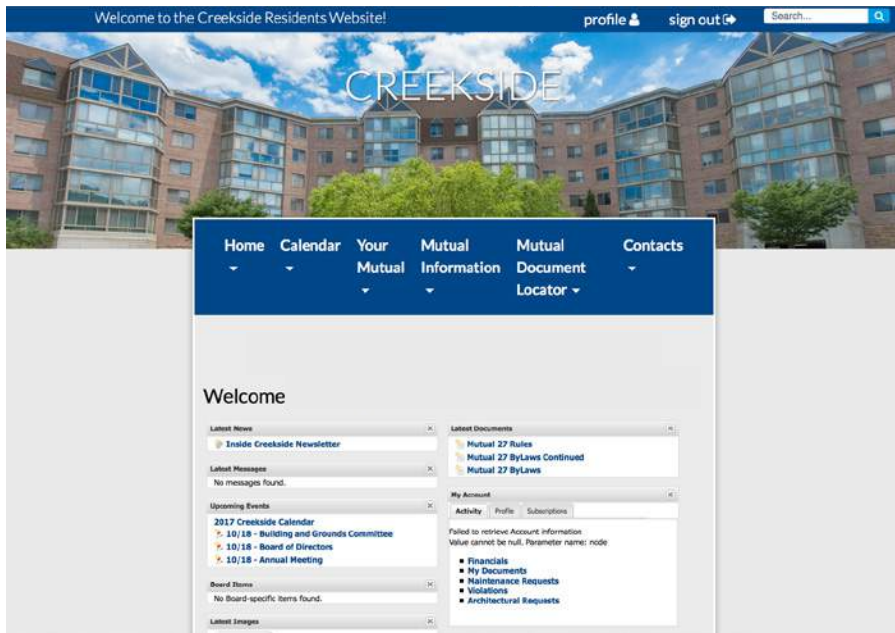 Welcome to the Creekside Residents Website!
profile
sign out
Search...
CREEKSIDE
Home
Calendar
Your
Mutual
Mutual
Information
Mutual
Document
Locator
Contacts
Welcome
Latest News
Inside Creekside Newsletter
Latest Messages
No messages found.
Upcoming Events
2017 Creekside Calendar
10/18 - Building and Grounds Committee
10/18 - Board of Directors
10/18 - Annual Meeting
Board Items
No Board-specific items found.
Latest Images
Latest Documents
Mutual 27 Rules
Mutual 27 ByLaws Continued
Mutual 27 ByLaws
My Account
Activity Profile Subscriptions
Failed to retrieve Account information
Value cannot be null. Parameter name: node
Financials
My Documents
Maintenance Requests
Violations
Architectural Requests